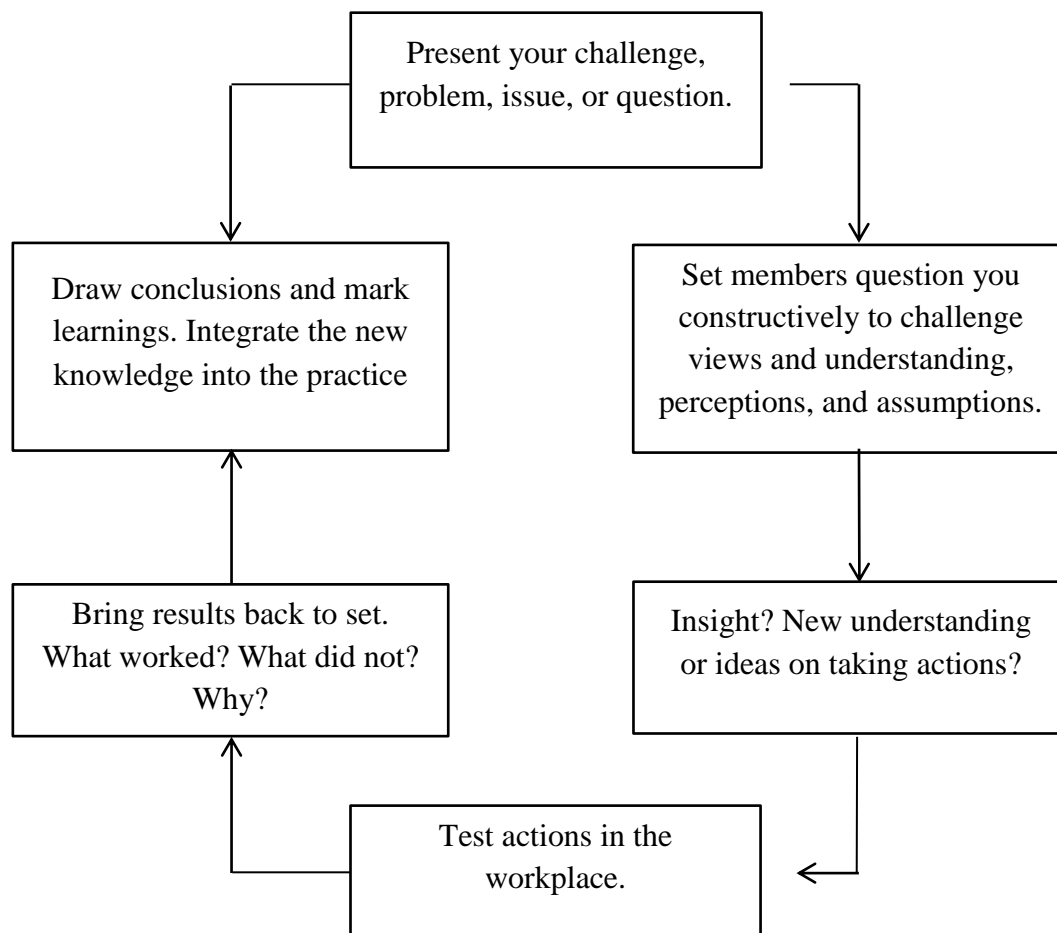 Present your challenge,
problem, issue, or question.
Set members question you
constructively to challenge
views and understanding,
perceptions, and assumptions.
Insight? New understanding
or ideas on taking actions?
Test actions in the
workplace.
Bring results back to set.
What worked? What did not?
Why?
Draw conclusions and mark
learnings. Integrate the new
knowledge into the practice